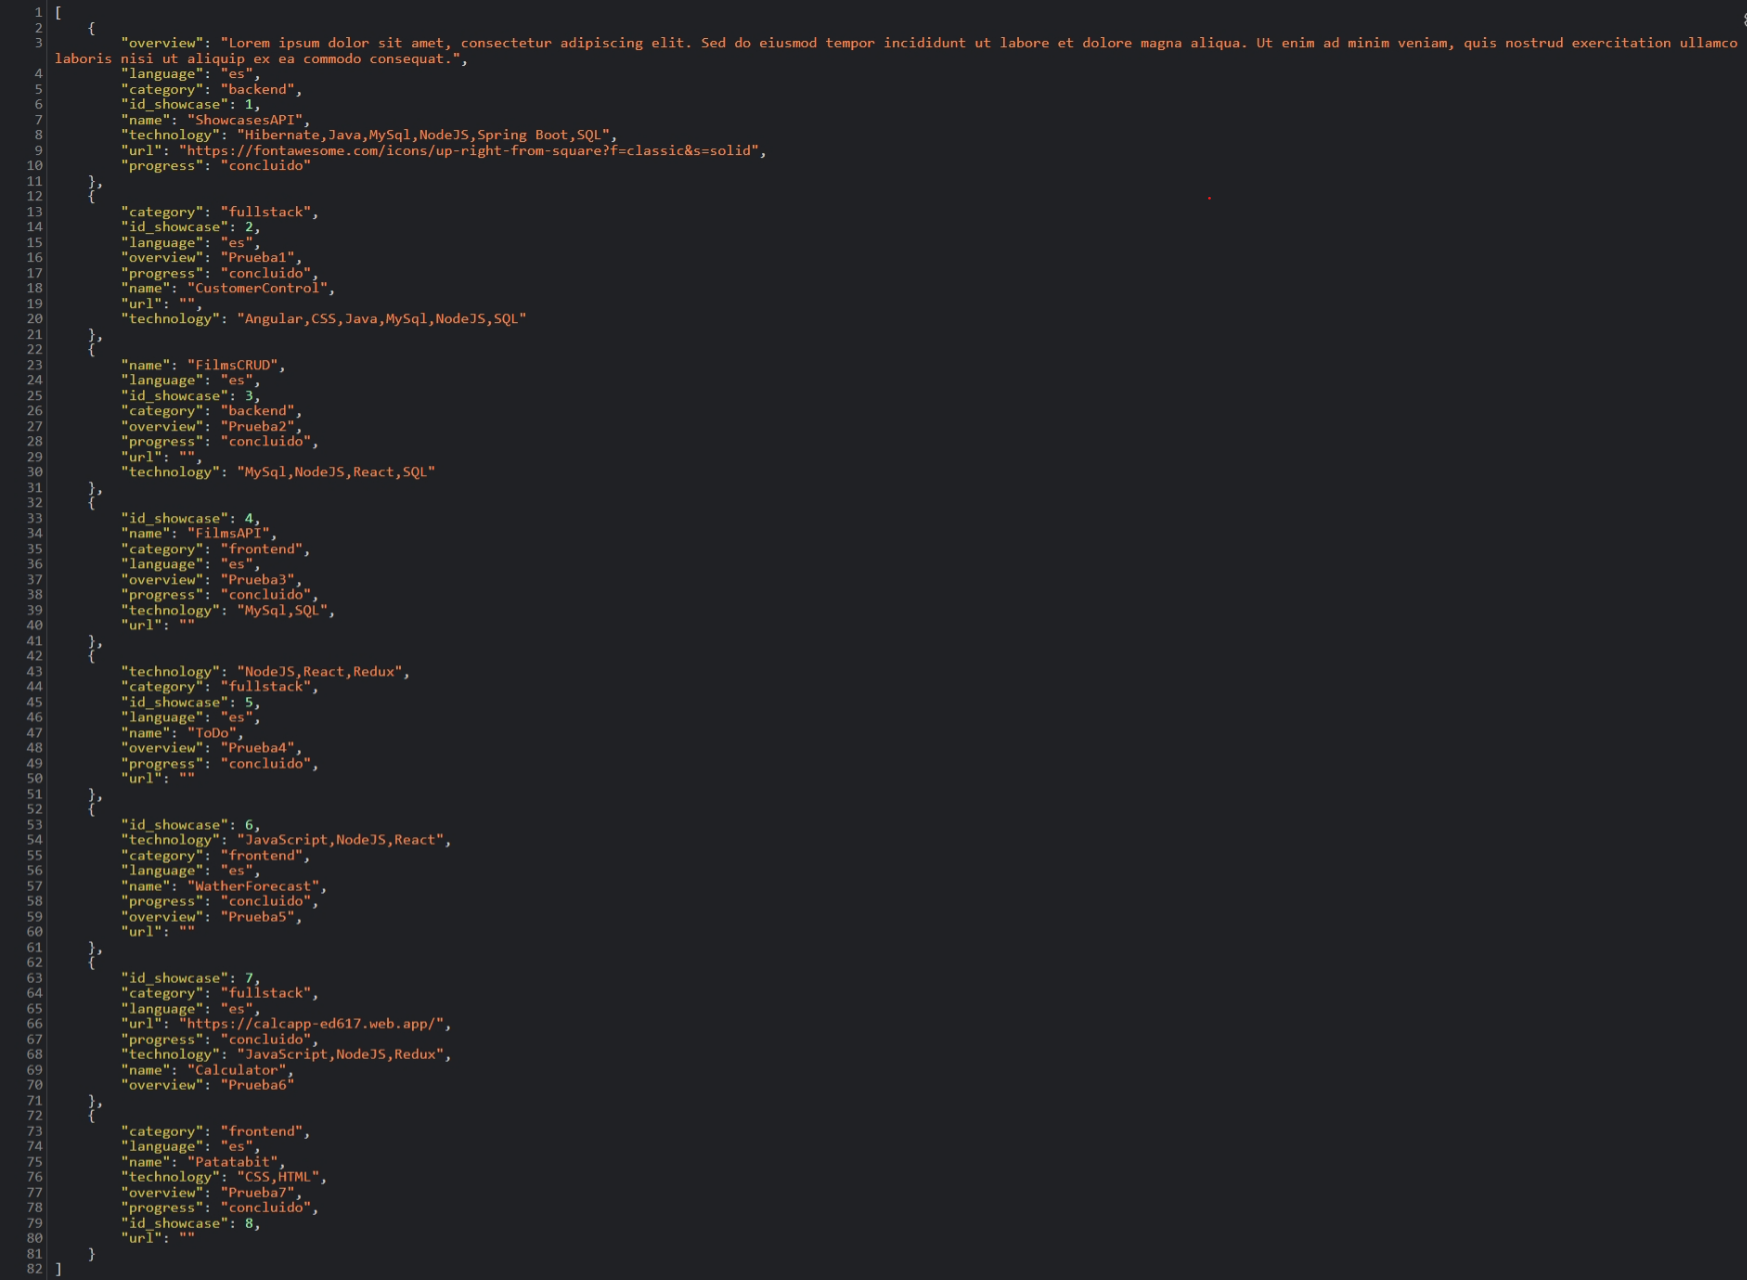 1 [
2 {
3 "overview": "Lorem ipsum dolor sit amet, consectetur adipiscing elit. Sed do eiusmod tempor incididunt ut labore et dolore magna aliqua. Ut enim ad minim veniam, quis nostrud exercitation ullamco
laboris nisi ut aliquip ex ea commodo consequat.",
4 "language": "es",
5 "category": "backend",
6 "id_showcase": 1,
7 "name": "ShowcasesAPI",
8 "technology": "Hibernate,Java,MySql,NodeJS,Spring Boot,SQL",
9 "url": "https://fontawesome.com/icons/up-right-from-square?f=classic&s=solid",
10 "progress": "concluido"
11 },
12 {
13 "category": "fullstack",
14 "id_showcase": 2,
15 "language": "es",
16 "overview": "Prueba1",
17 "progress": "concluido",
18 "name": "CustomerControl",
19 "url": "",
20 "technology": "Angular,CSS,Java,MySql,NodeJS,SQL"
21 },
22 {
23 "name": "FilmsCRUD",
24 "language": "es",
25 "id_showcase": 3,
26 "category": "backend",
27 "overview": "Prueba2",
28 "progress": "concluido",
29 "url": "",
30 "technology": "MySql,NodeJS,React,SQL"
31 },
32 {
33 "id_showcase": 4,
34 "name": "FilmsAPI",
35 "category": "frontend",
36 "language": "es",
37 "overview": "Prueba3",
38 "progress": "concluido",
39 "technology": "MySql,SQL",
40 "url": ""
41 },
42 {
43 "technology": "NodeJS,React,Redux",
44 "category": "fullstack",
45 "id_showcase": 5,
46 "language": "es",
47 "name": "ToDo",
48 "overview": "Prueba4",
49 "progress": "concluido",
50 "url": ""
51 },
52 {
53 "id_showcase": 6,
54 "technology": "JavaScript,NodeJS,React",
55 "category": "frontend",
56 "language": "es",
57 "name": "WatherForecast",
58 "progress": "concluido",
59 "overview": "Prueba5",
60 "url": ""
61 },
62 {
63 "id_showcase": 7,
64 "category": "fullstack",
65 "language": "es",
66 "url": "https://calcapp-ed617.web.app/",
67 "progress": "concluido",
68 "technology": "JavaScript,NodeJS,Redux",
69 "name": "Calculator",
70 "overview": "Prueba6"
71 },
72 {
73 "category": "frontend",
74 "language": "es",
75 "name": "Patatabit",
76 "technology": "CSS,HTML",
77 "overview": "Prueba7",
78 "progress": "concluido",
79 "id_showcase": 8,
80 "url": ""
81 }
82 ]